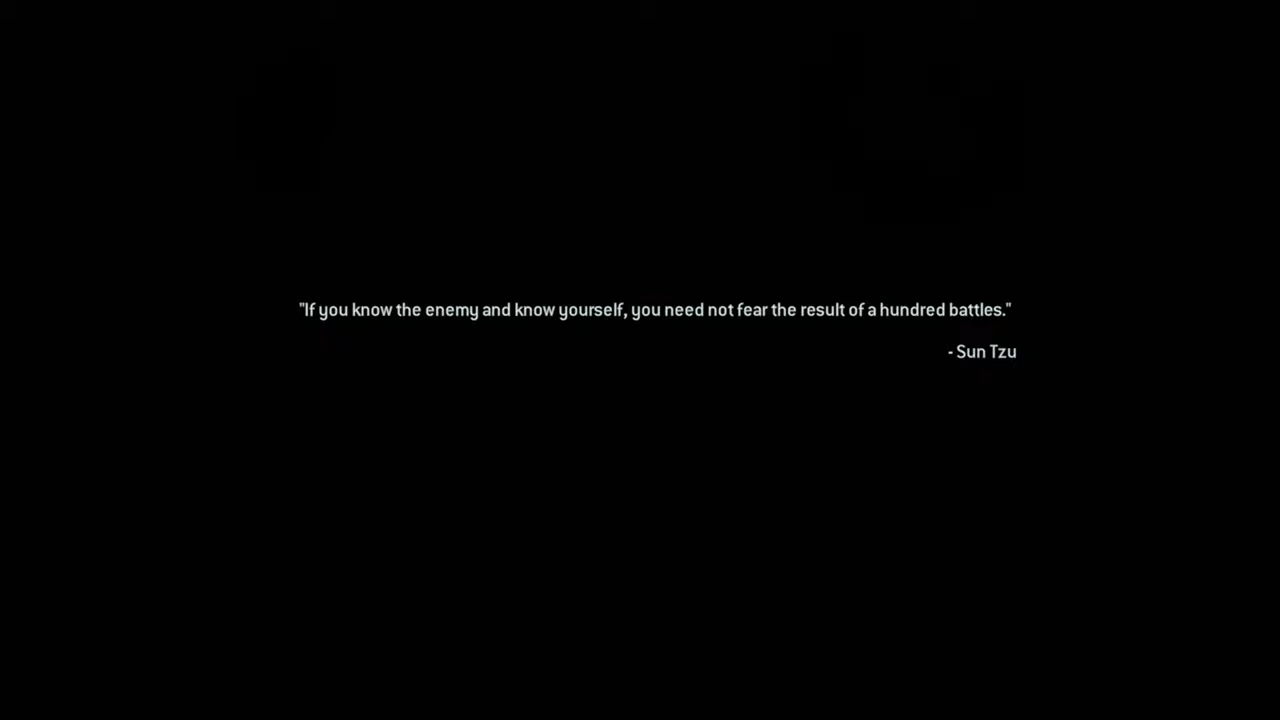 "If you know the enemy and know yourself, you need not fear the result of a hundred battles."
- Sun Tzu